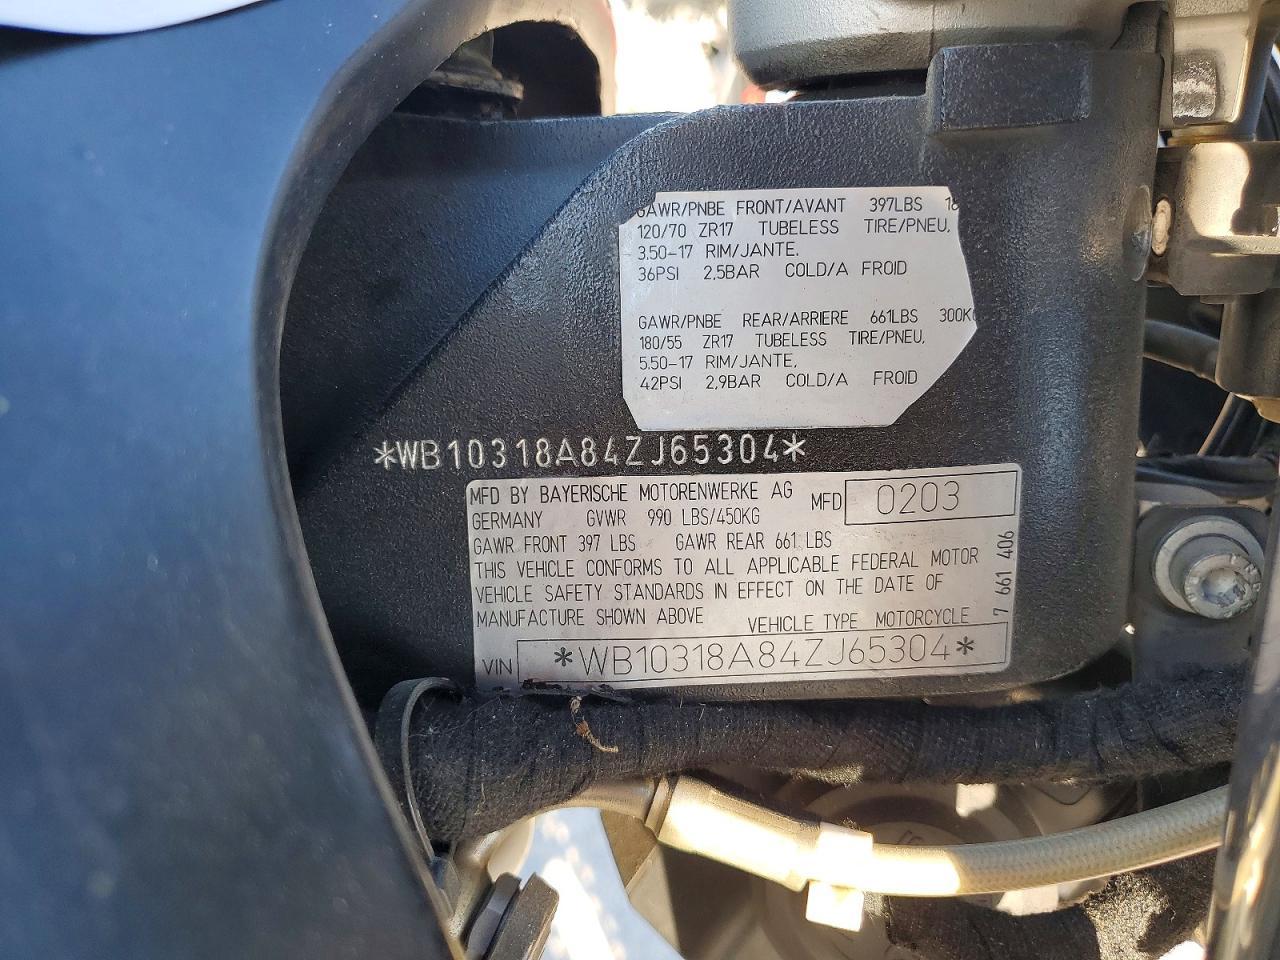 GAWR/PNBE FRONT/AVANT 397LBS 18
120/70 ZR17 TUBELESS TIRE/PNEU,
3.50-17 RIM/JANTE,
36PSI 2,5BAR COLD/A FROID
GAWR/PNBE REAR/ARRIERE 661LBS 300KG
180/55 ZR17 TUBELESS TIRE/PNEU,
5.50-17 RIM/JANTE,
42PSI 2,9BAR COLD/A FROID
*WB10318A84ZJ65304*
MFD BY BAYERISCHE MOTORENWERKE AG MFD 0203
GERMANY GVWR 990 LBS/450KG
GAWR FRONT 397 LBS GAWR REAR 661 LBS
THIS VEHICLE CONFORMS TO ALL APPLICABLE FEDERAL MOTOR
VEHICLE SAFETY STANDARDS IN EFFECT ON THE DATE OF
MANUFACTURE SHOWN ABOVE VEHICLE TYPE MOTORCYCLE
VIN *WB10318A84ZJ65304*
7 661 406